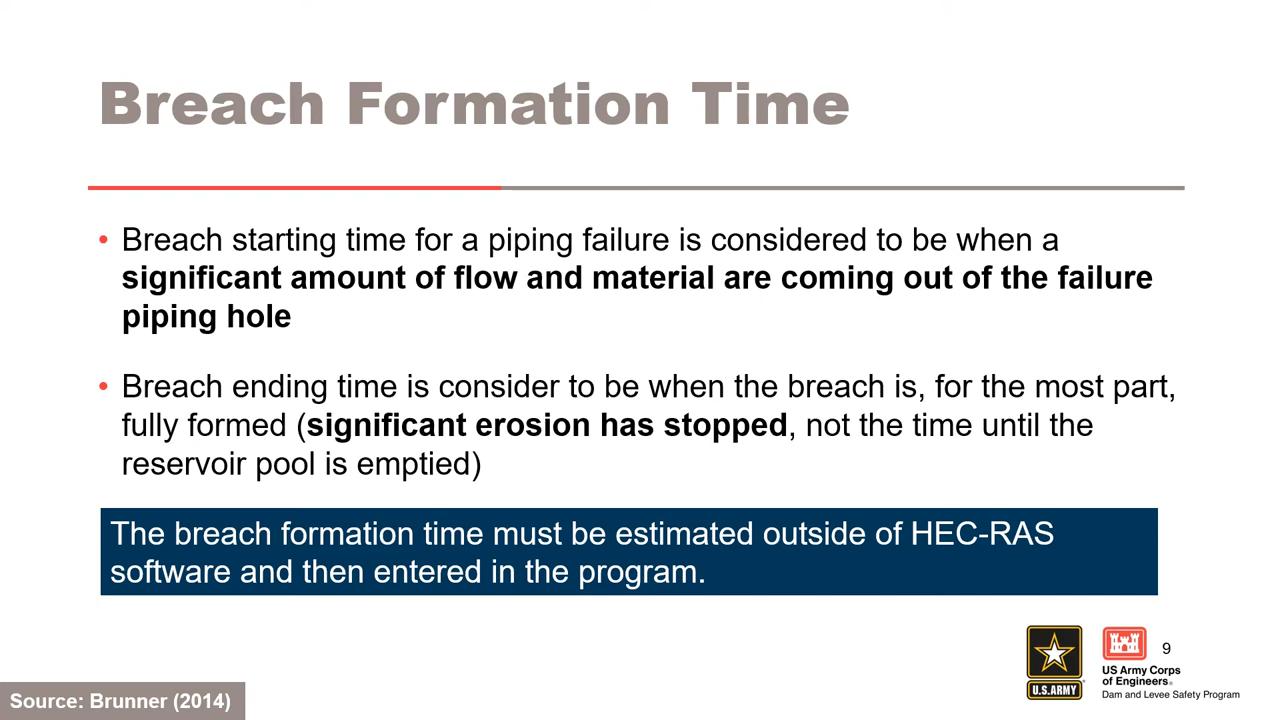 Breach Formation Time
• Breach starting time for a piping failure is considered to be when a
significant amount of flow and material are coming out of the failure
piping hole
• Breach ending time is consider to be when the breach is, for the most part,
fully formed (significant erosion has stopped, not the time until the
reservoir pool is emptied)
The breach formation time must be estimated outside of HEC-RAS
software and then entered in the program.
U.S.ARMY
9
US Army Corps
of Engineers®
Dam and Levee Safety Program
Source: Brunner (2014)